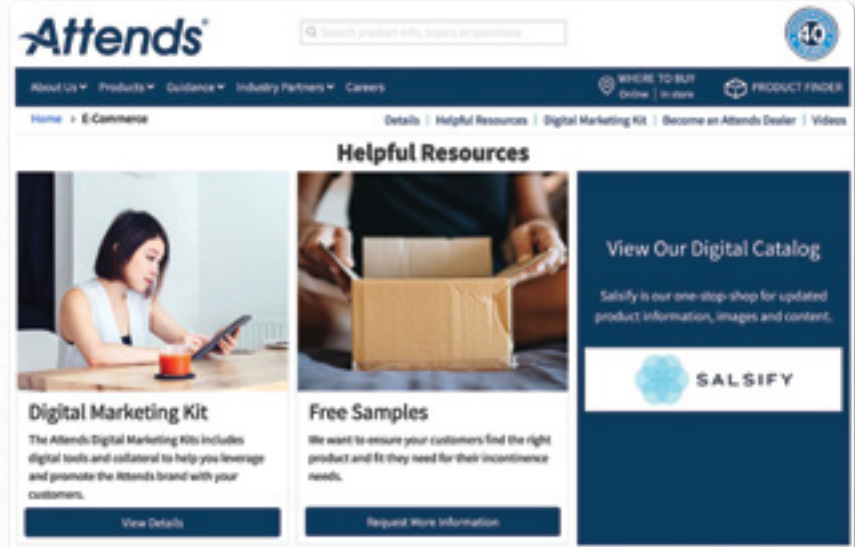 Attends
Search product info, topics or questions
40
About Us Products Guidance Industry Partners Careers
WHERE TO BUY
Online | In store
PRODUCT FINDER
Home > E-Commerce
Details | Helpful Resources | Digital Marketing Kit | Become an Attends Dealer | Videos
Helpful Resources
Digital Marketing Kit
The Attends Digital Marketing Kits includes
digital tools and collateral to help you leverage
and promote the Attends brand with your
customers.
View Details
Free Samples
We want to ensure your customers find the right
product and fit they need for their incontinence
needs.
Request More Information
View Our Digital Catalog
Salsify is our one-stop-shop for updated
product information, images and content.
SALSIFY